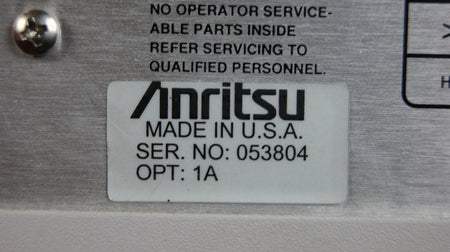 NO OPERATOR SERVICE-
ABLE PARTS INSIDE
REFER SERVICING TO
QUALIFIED PERSONNEL.
Anritsu
MADE IN U.S.A.
SER. NO: 053804
OPT: 1A
H